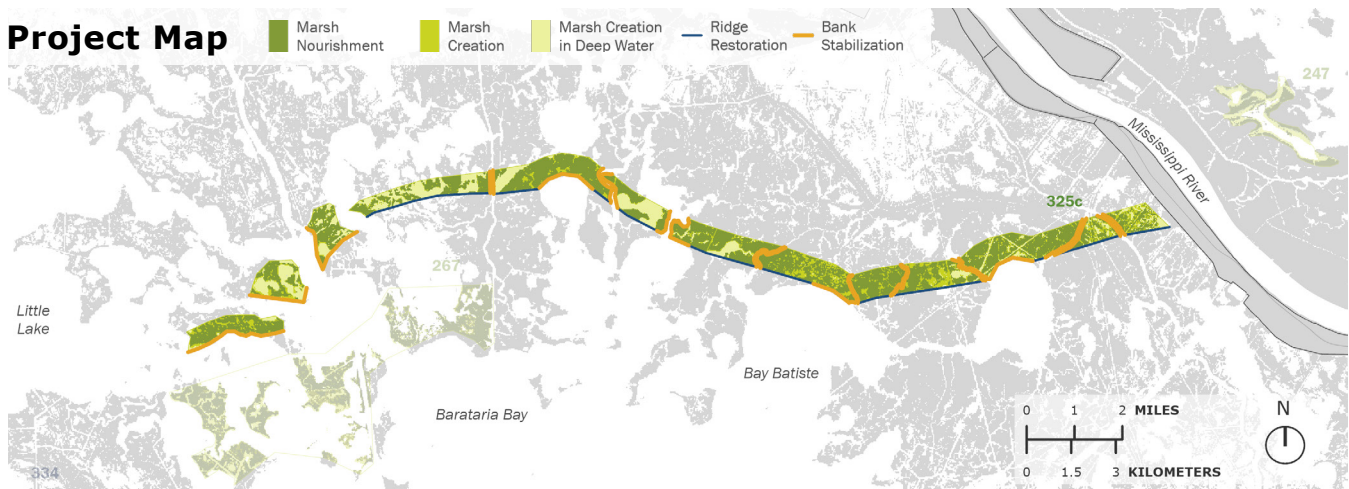 Project Map
Marsh
Nourishment
Marsh
Creation
Marsh Creation
in Deep Water
Ridge
Restoration
Bank
Stabilization
247
Mississippi River
325c
267
Little
Lake
Bay Batiste
Barataria Bay
334
0 1 2 MILES
0 1.5 3 KILOMETERS
N